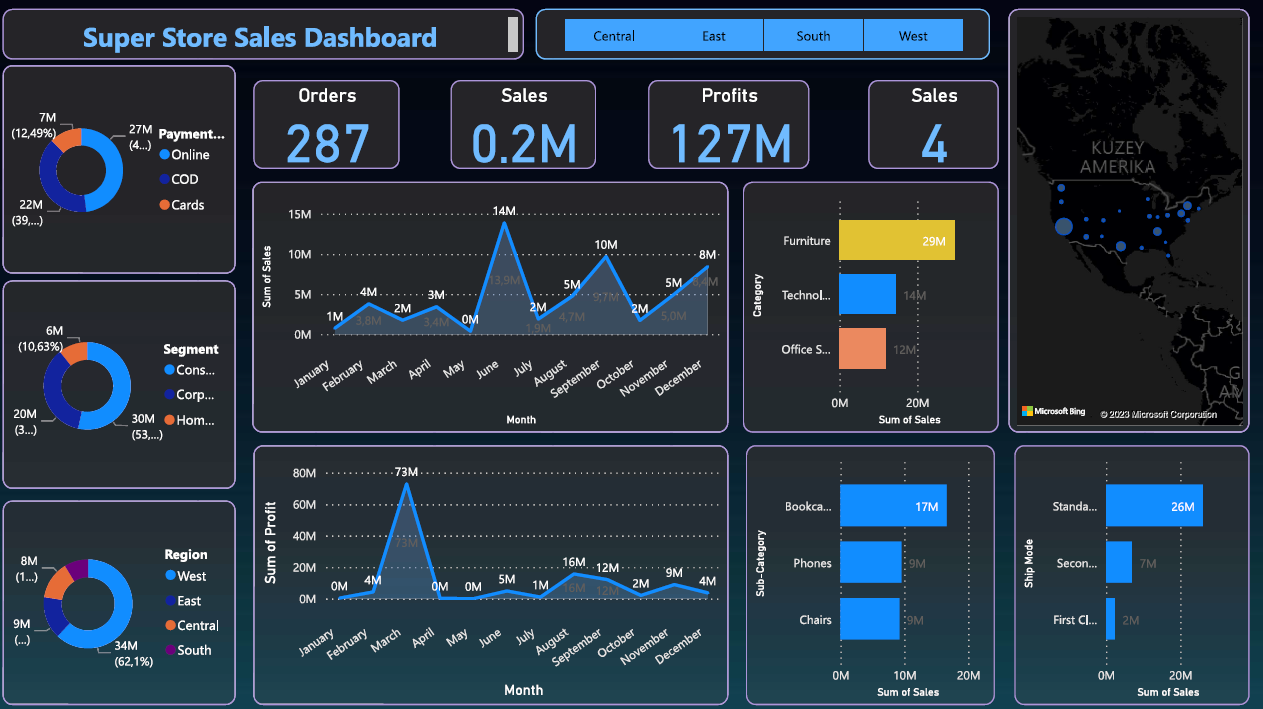 Super Store Sales Dashboard
Central
East
South
West
7M
(12,49%)
27M
(4...)
22M
(39,...)
Payment...
Online
COD
Cards
Orders
287
Sales
0.2M
Profits
127M
Sales
4
KUZEY
AMERIKA
Microsoft Bing
© 2023 Microsoft Corporation
Sum of Sales
15M
10M
5M
0M
1M
4M
2M
3M
0M
14M
2M
5M
10M
2M
5M
8M
3,8M
3,4M
13,9M
1,9M
4,7M
9,7M
5,0M
8,4M
January
February
March
April
May
June
July
August
September
October
November
December
Month
Category
Furniture
29M
Technol...
14M
Office S...
12M
0M
20M
Sum of Sales
6M
(10,63%)
20M
(3...)
30M
(53,...)
Segment
Cons...
Corp...
Hom...
8M
(1...)
9M
(...)
34M
(62,1%)
Region
West
East
Central
South
Sum of Profit
80M
60M
40M
20M
0M
0M
4M
73M
0M
0M
5M
1M
16M
12M
2M
9M
4M
73M
16M
12M
January
February
March
April
May
June
July
August
September
October
November
December
Month
Sub-Category
Bookca...
17M
Phones
9M
Chairs
9M
0M
10M
20M
Sum of Sales
Ship Mode
Standa...
26M
Secon...
7M
First Cl...
2M
0M
20M
Sum of Sales